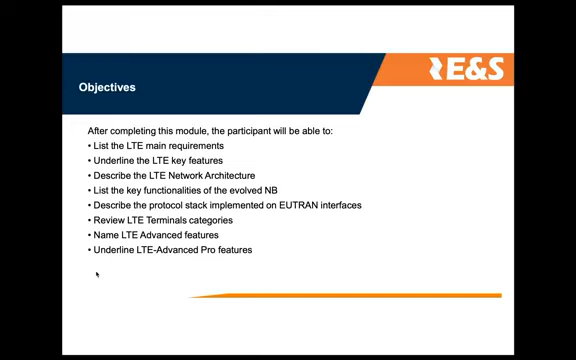 E&S
Objectives
After completing this module, the participant will be able to:
• List the LTE main requirements
• Underline the LTE key features
• Describe the LTE Network Architecture
• List the key functionalities of the evolved NB
• Describe the protocol stack implemented on EUTRAN interfaces
• Review LTE Terminals categories
• Name LTE Advanced features
• Underline LTE-Advanced Pro features